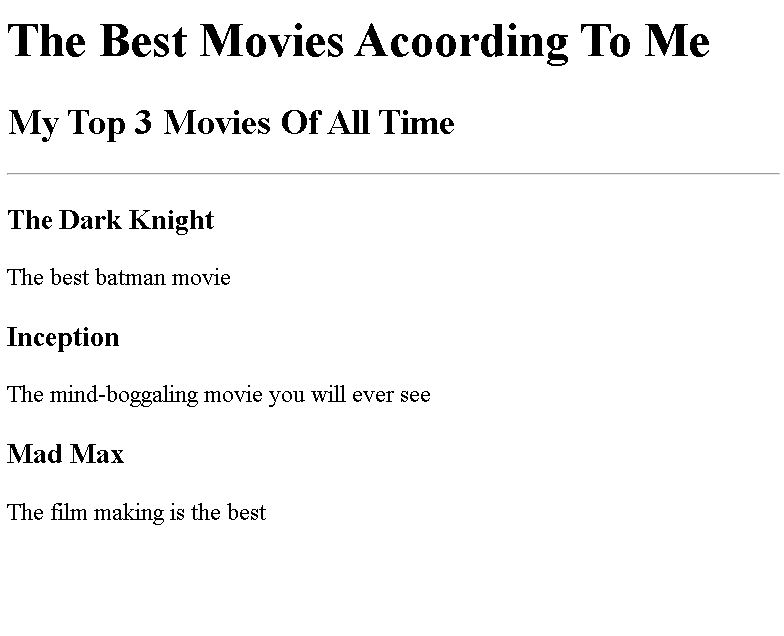 The Best Movies Acoording To Me
My Top 3 Movies Of All Time
The Dark Knight
The best batman movie
Inception
The mind-boggaling movie you will ever see
Mad Max
The film making is the best